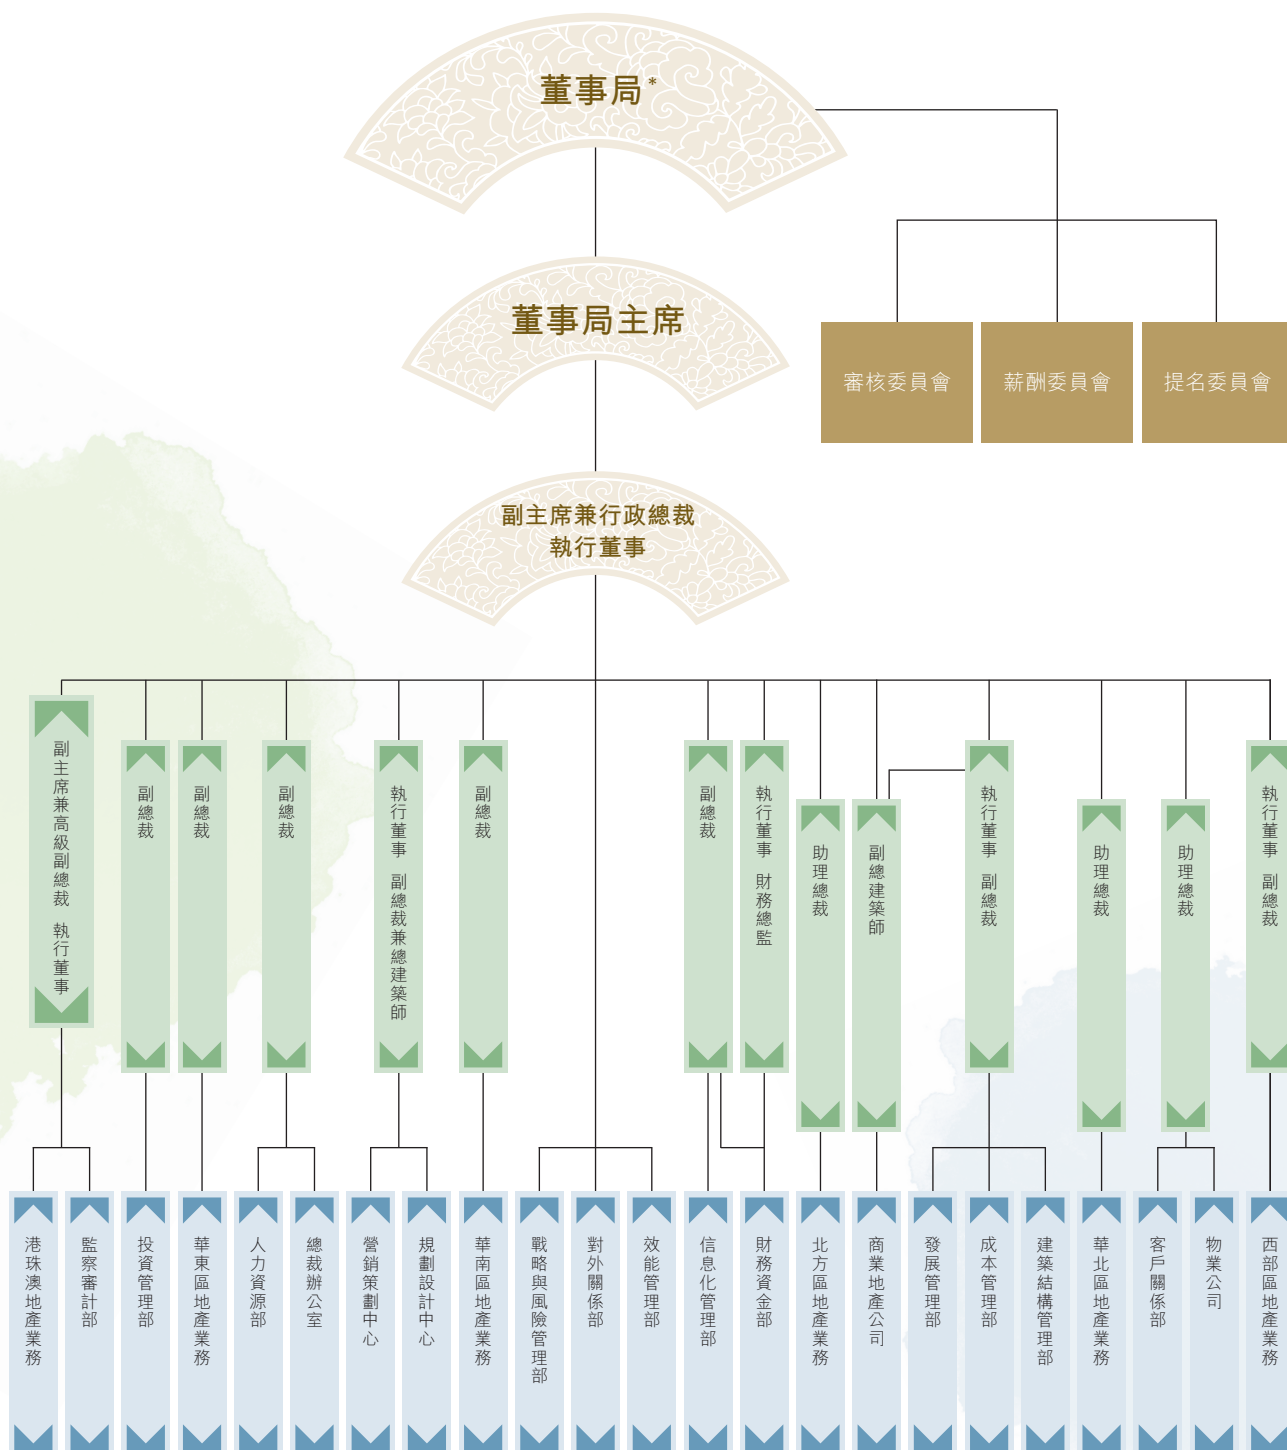 董事局*
董事局主席
審核委員會
薪酬委員會
提名委員會
副主席兼行政總裁
執行董事
副主席兼高級副總裁 執行董事
副總裁
副總裁
副總裁
執行董事 副總裁兼總建築師
副總裁
副總裁
執行董事 財務總監
助理總裁
副總建築師
執行董事 副總裁
助理總裁
助理總裁
執行董事 副總裁
港珠澳地產業務
監察審計部
投資管理部
華東區地產業務
人力資源部
總裁辦公室
營銷策劃中心
規劃設計中心
華南區地產業務
戰略與風險管理部
對外關係部
效能管理部
信息化管理部
財務資金部
北方區地產業務
商業地產公司
發展管理部
成本管理部
建築結構管理部
華北區地產業務
客戶關係部
物業公司
西部區地產業務